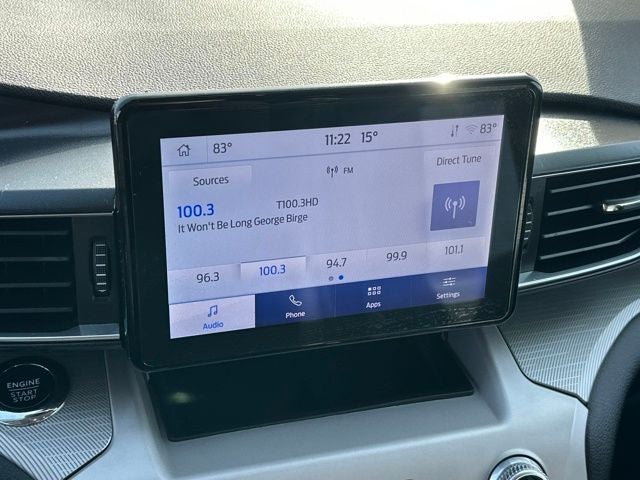 83° 11:22 15° 83°
Sources FM Direct Tune
100.3 T100.3HD
It Won't Be Long George Birge
96.3 100.3 94.7 99.9 101.1
Audio Phone Apps Settings
ENGINE
START
STOP